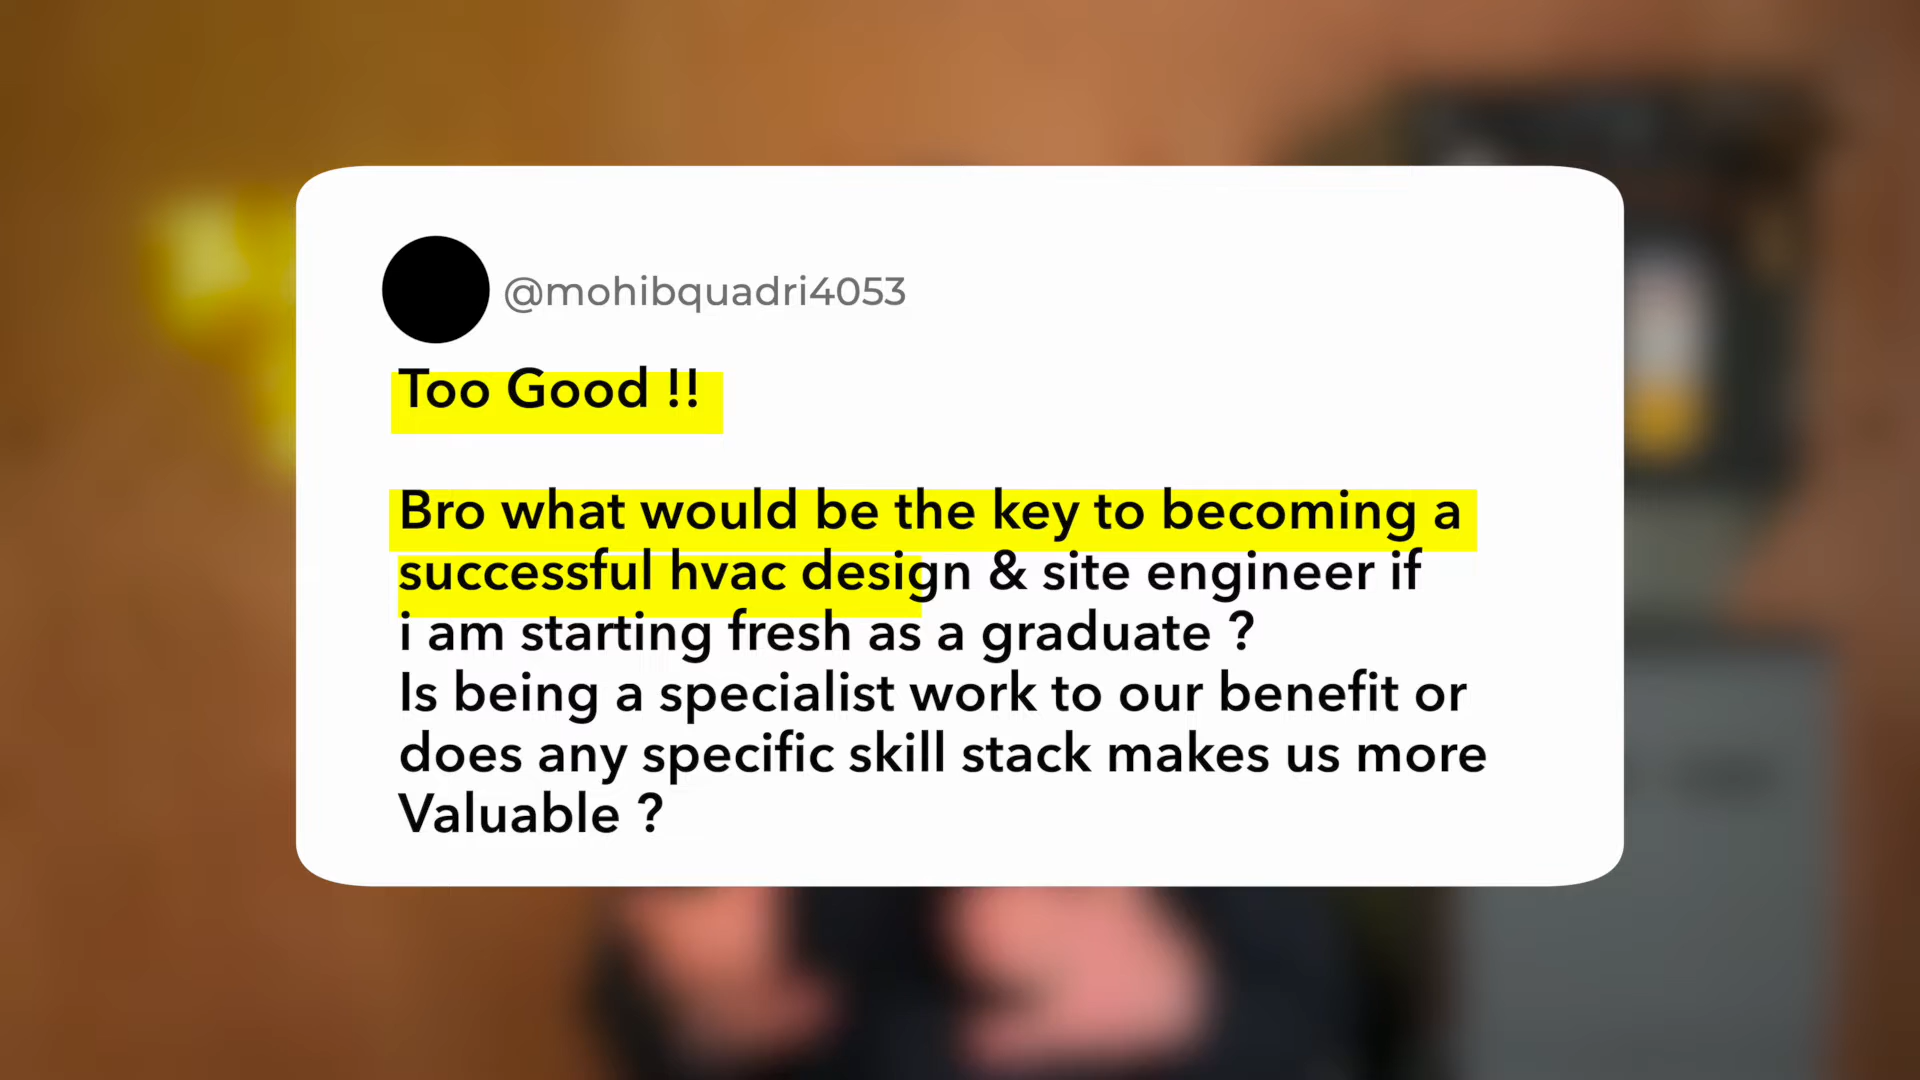 @mohibquadri4053
Too Good !!
Bro what would be the key to becoming a
successful hvac design & site engineer if
i am starting fresh as a graduate ?
Is being a specialist work to our benefit or
does any specific skill stack makes us more
Valuable ?